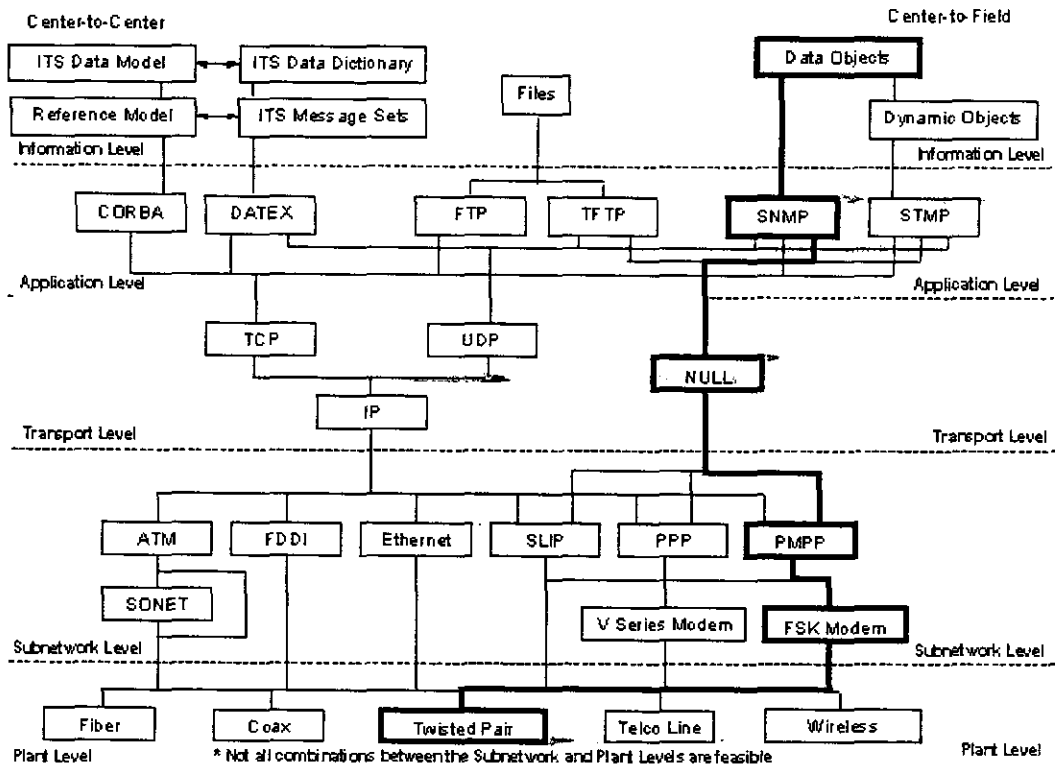 Center-to-Center
Center-to-Field
ITS Data Model
ITS Data Dictionary
Data Objects
Files
Reference Model
ITS Message Sets
Dynamic Objects
Information Level
Information Level
CORBA
DATEX
FTP
TFTP
SNMP
STMP
Application Level
Application Level
TCP
UDP
NULL
IP
Transport Level
Transport Level
ATM
FDDI
Ethernet
SLIP
PPP
PMPP
SONET
V Series Modem
FSK Modem
Subnetwork Level
Subnetwork Level
Fiber
Coax
Twisted Pair
Telco Line
Wireless
Plant Level
* Not all combinations between the Subnetwork and Plant Levels are feasible
Plant Level